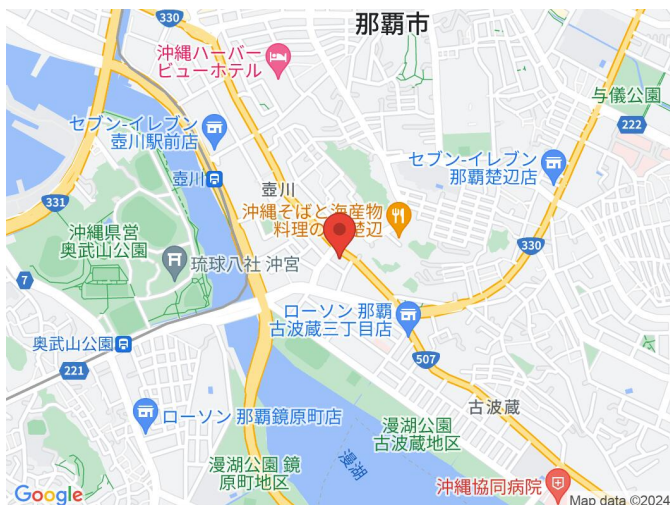 330
那覇市
沖縄ハーバー
ビューホテル
与儀公園
222
セブン-イレブン
壺川駅前店
セブン-イレブン
那覇楚辺店
壺川
壺川
331
沖縄そばと海産物
料理の
楚辺
沖縄県営
奥武山公園
琉球八社 沖宮
330
7
ローソン 那覇
古波蔵三丁目店
奥武山公園
507
221
古波蔵
ローソン 那覇鏡原町店
漫湖公園
古波蔵地区
漫湖公園 鏡
原町地区
漫湖
沖縄協同病院
Google
Map data ©2024